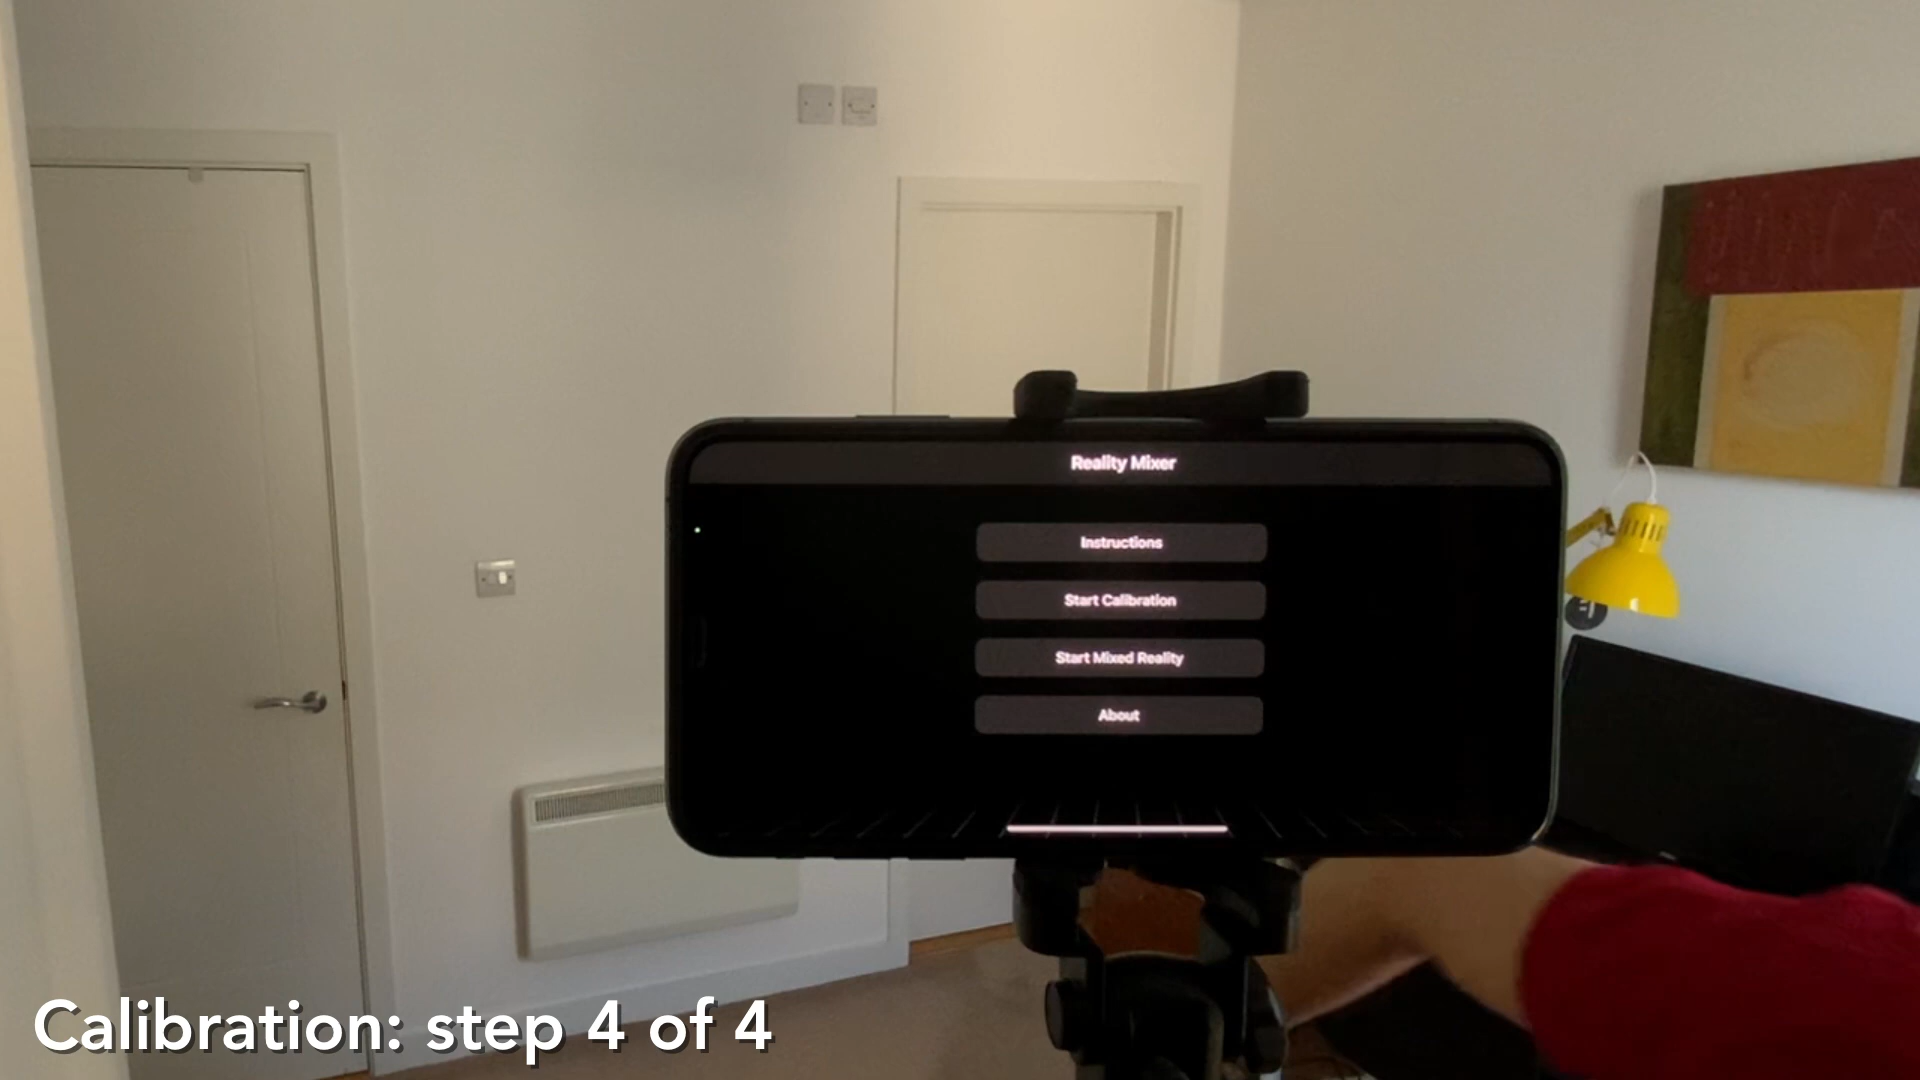 Reality Mixer
Instructions
Start Calibration
Start Mixed Reality
About
Calibration: step 4 of 4